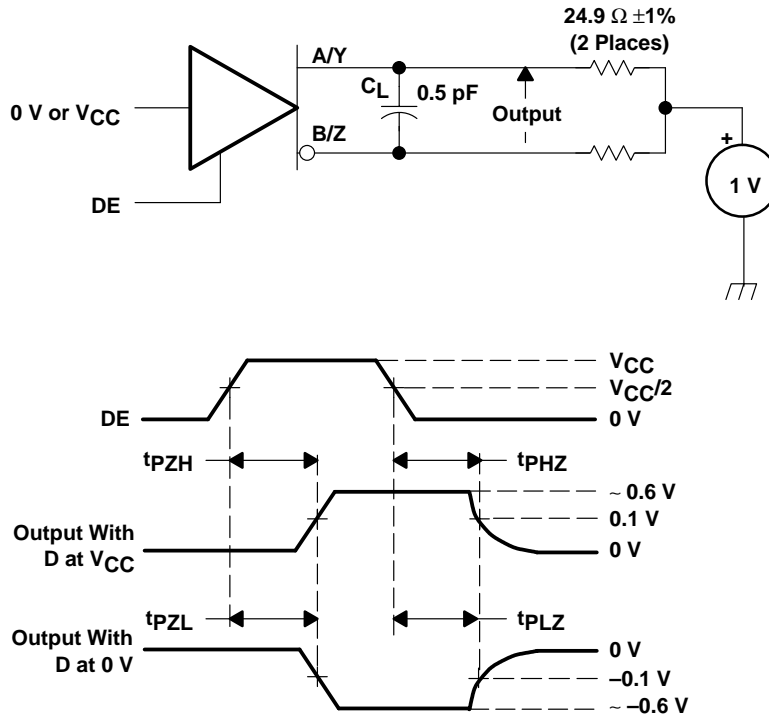 24.9 Ω ±1%
(2 Places)
A/Y
CL
0.5 pF
Output
0 V or VCC
B/Z
+
1 V
DE
VCC
VCC/2
DE
0 V
tPZH
tPHZ
~ 0.6 V
0.1 V
Output With
D at VCC
0 V
tPZL
tPLZ
Output With
D at 0 V
0 V
–0.1 V
~ –0.6 V